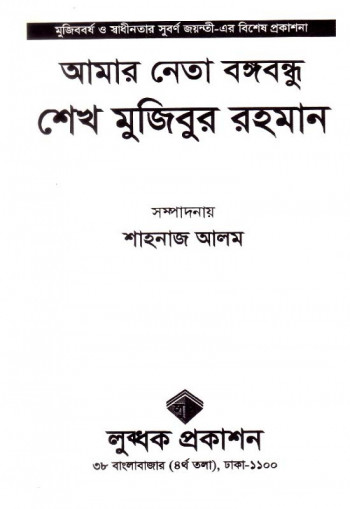 মুজিববর্ষ ও স্বাধীনতার সুবর্ণ জয়ন্তী-এর বিশেষ প্রকাশনা
আমার নেতা বঙ্গবন্ধু
শেখ মুজিবুর রহমান
সম্পাদনায়
শাহনাজ আলম
লুব্ধক প্রকাশন
৩৮ বাংলাবাজার (৪র্থ তলা), ঢাকা-১১০০